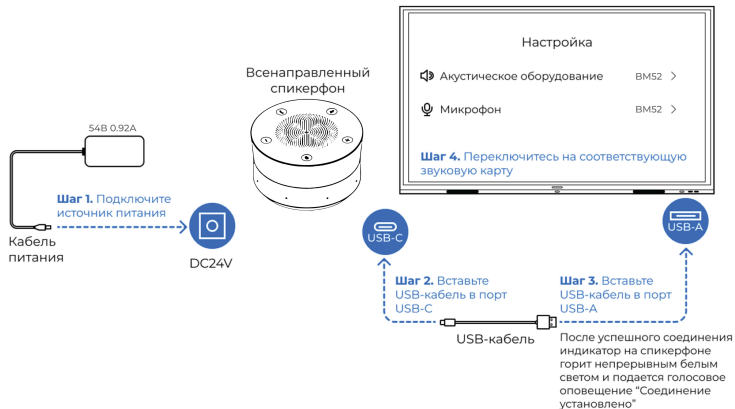 54В 0.92А
Шаг 1. Подключите
источник питания
Кабель
питания
DC24V
Всенаправленный
спикерфон
Настройка
Акустическое оборудование BM52 >
Микрофон BM52 >
Шаг 4. Переключитесь на соответствующую
звуковую карту
USB-C
USB-A
Шаг 2. Вставьте
USB-кабель в порт
USB-C
Шаг 3. Вставьте
USB-кабель в порт
USB-A
USB-кабель
После успешного соединения
индикатор на спикерфоне
горит непрерывным белым
светом и подается голосовое
оповещение “Соединение
установлено”